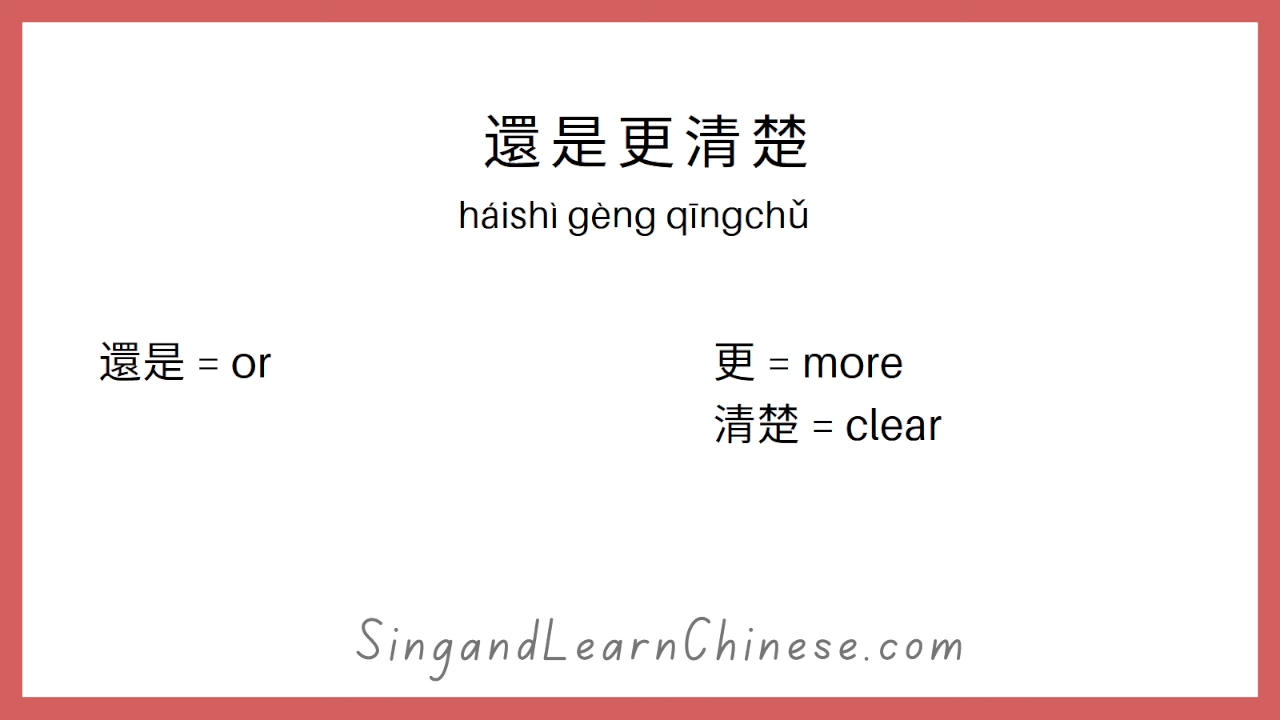 還是更清楚
háishì gèng qīngchǔ
還是 = or
更 = more
清楚 = clear
SingandLearnChinese.com